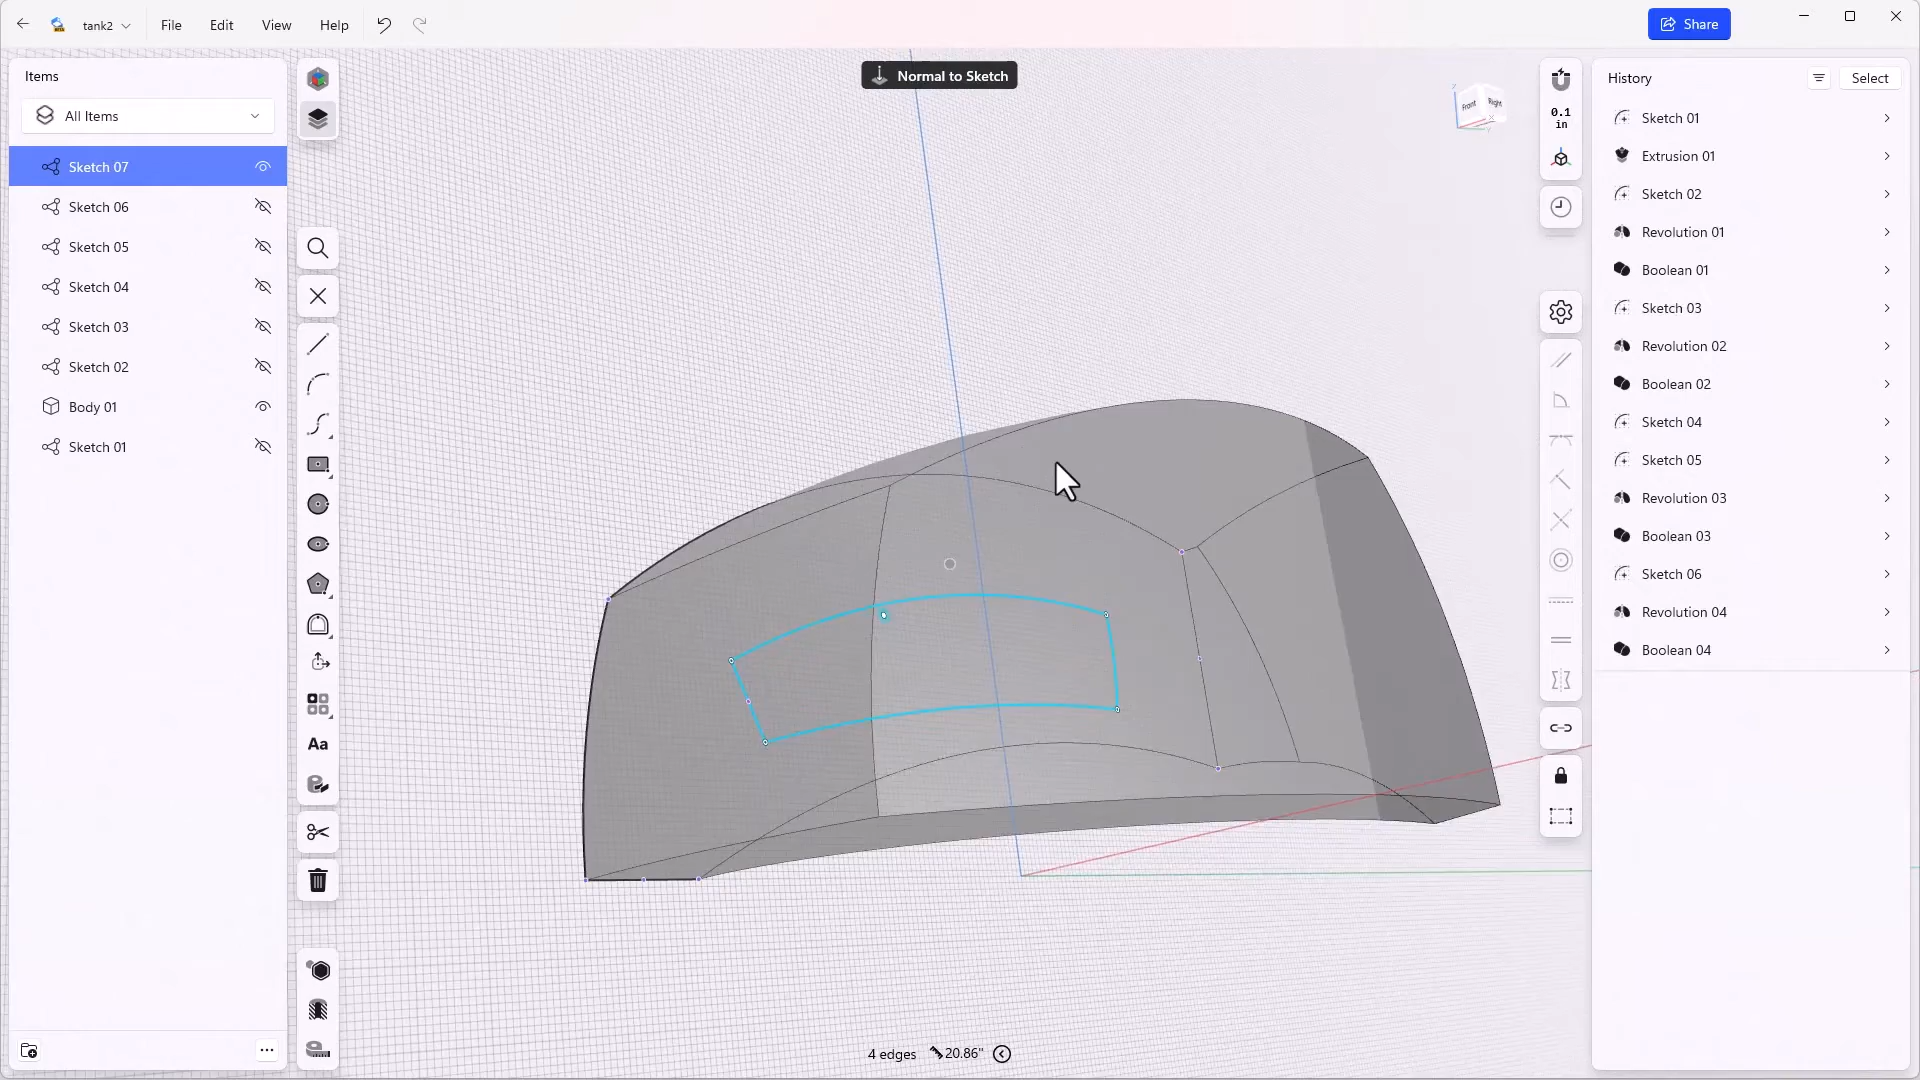 tank2
File
Edit
View
Help
Share
Items
All Items
Sketch 07
Sketch 06
Sketch 05
Sketch 04
Sketch 03
Sketch 02
Body 01
Sketch 01
Aa
Normal to Sketch
Front
Right
4 edges
20.86"
0.1
in
History
Select
Sketch 01
Extrusion 01
Sketch 02
Revolution 01
Boolean 01
Sketch 03
Revolution 02
Boolean 02
Sketch 04
Sketch 05
Revolution 03
Boolean 03
Sketch 06
Revolution 04
Boolean 04